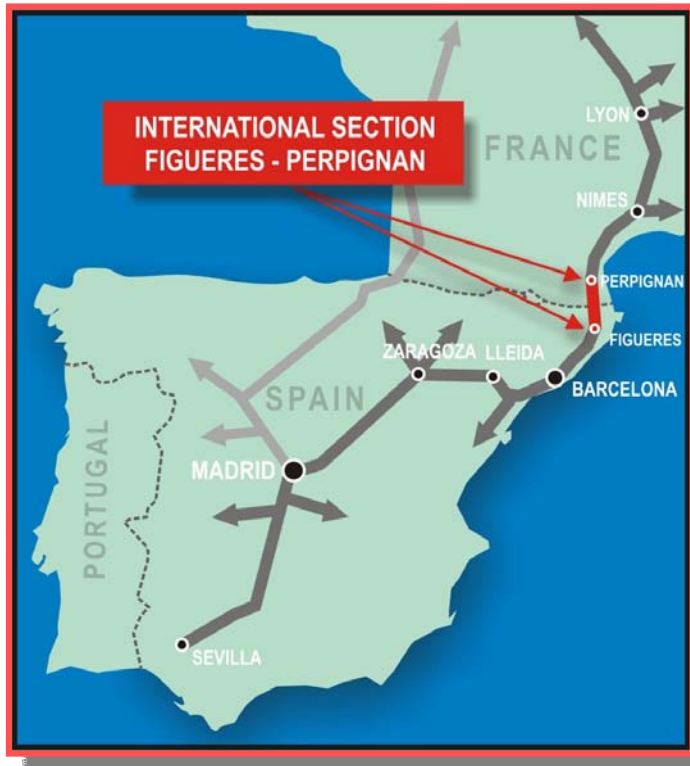 INTERNATIONAL SECTION
FIGUERES - PERPIGNAN
LYON
FRANCE
NIMES
PERPIGNAN
FIGUERES
ZARAGOZA
LLEIDA
BARCELONA
SPAIN
MADRID
PORTUGAL
SEVILLA